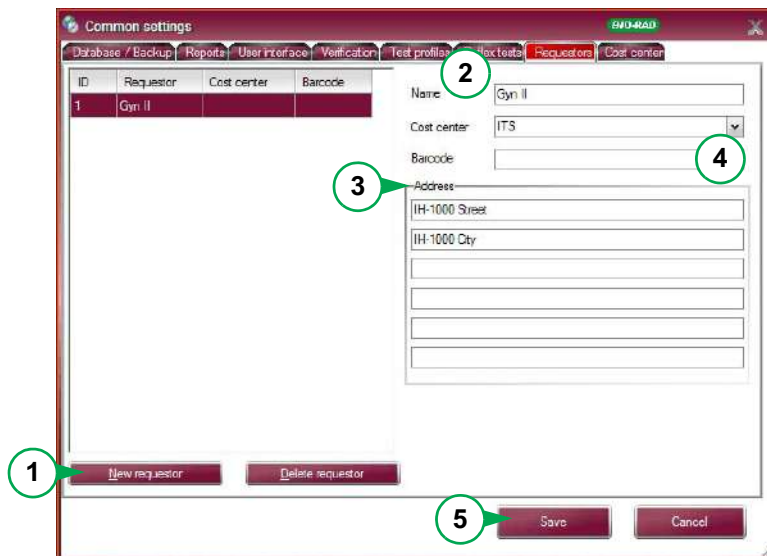 Common settings
BIO-RAD
Database / Backup Reports User interface Verification Test profiles Reflex tests Requestors Cost center
ID Requestor Cost center Barcode
1 Gyn II
2
Name Gyn II
Cost center ITS
Barcode
4
3
Address
IH-1000 Street
IH-1000 City
1
New requestor Delete requestor
5
Save Cancel